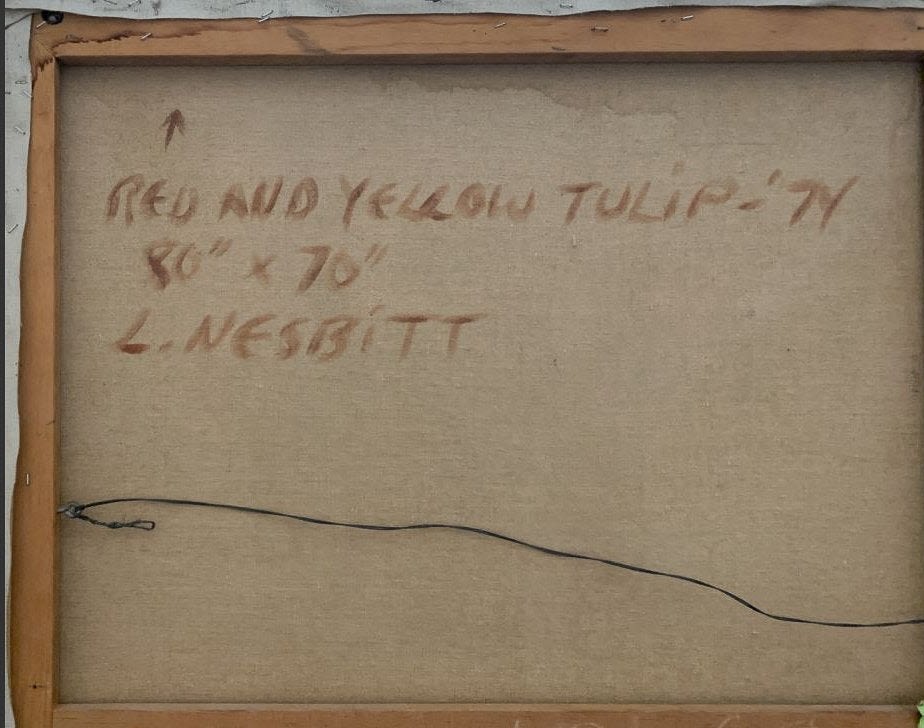 RED AND YELLOW TULIP-'74
80" x 70"
L. NESBITT